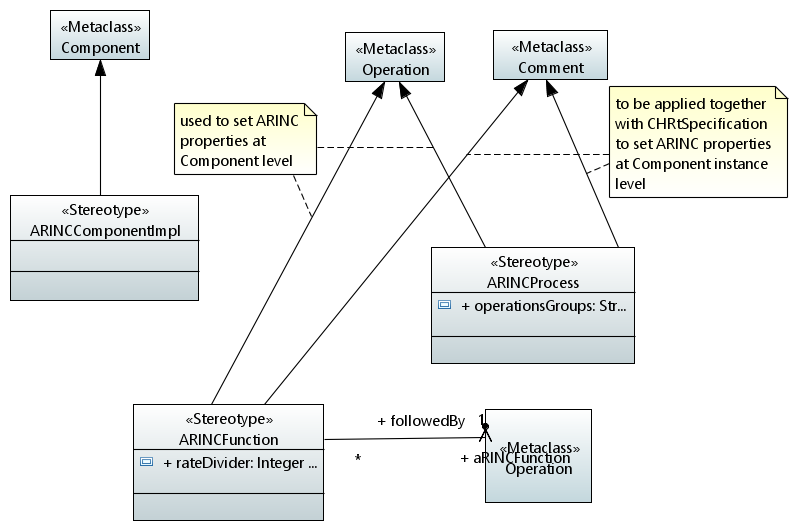 «Metaclass»
Component
«Metaclass»
Operation
«Metaclass»
Comment
used to set ARINC
properties at
Component level
to be applied together
with CHRtSpecification
to set ARINC properties
at Component instance
level
«Stereotype»
ARINCComponentImpl
«Stereotype»
ARINCProcess
+ operationsGroups: Str...
«Stereotype»
ARINCFunction
+ rateDivider: Integer ...
+ followedBy
1
*
+ aRINCFunction
«Metaclass»
Operation